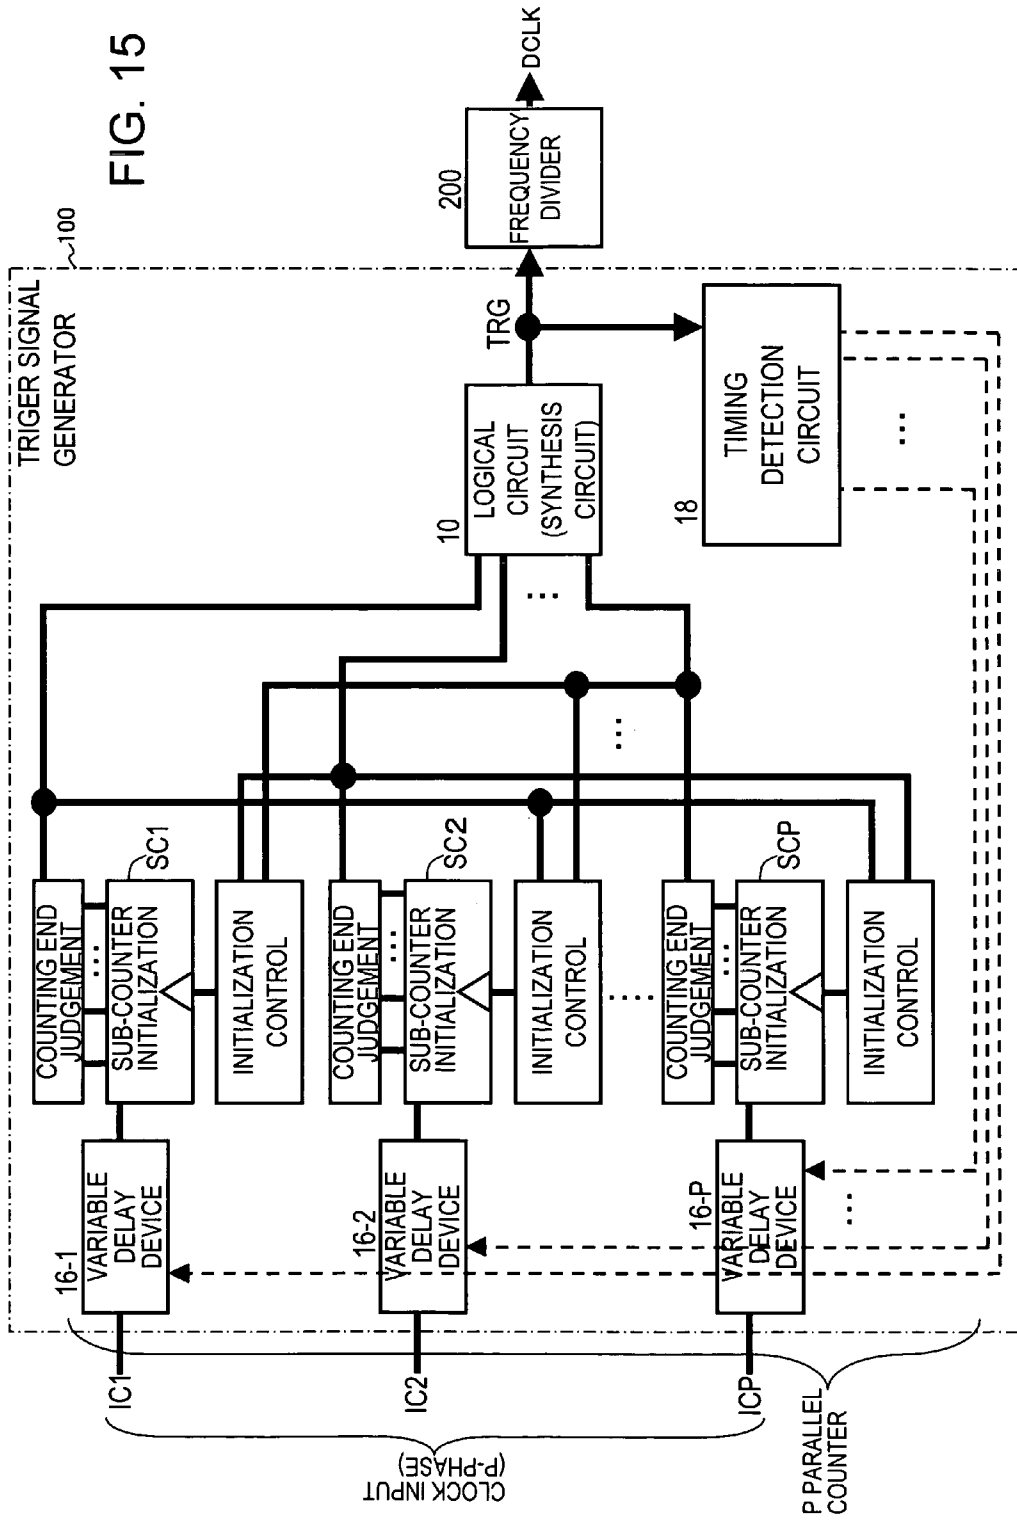 FIG. 15
TRIGER SIGNAL
GENERATOR
100
IC1
IC2
ICP
CLOCK INPUT
(P-PHASE)
P PARALLEL
COUNTER
16-1
VARIABLE
DELAY
DEVICE
COUNTING END
JUDGEMENT
SUB-COUNTER
INITIALIZATION
SC1
INITIALIZATION
CONTROL
16-2
VARIABLE
DELAY
DEVICE
COUNTING END
JUDGEMENT
SUB-COUNTER
INITIALIZATION
SC2
INITIALIZATION
CONTROL
16-P
VARIABLE
DELAY
DEVICE
COUNTING END
JUDGEMENT
SUB-COUNTER
INITIALIZATION
SCP
INITIALIZATION
CONTROL
10
LOGICAL
CIRCUIT
(SYNTHESIS
CIRCUIT)
TRG
18
TIMING
DETECTION
CIRCUIT
200
FREQUENCY
DIVIDER
DCLK